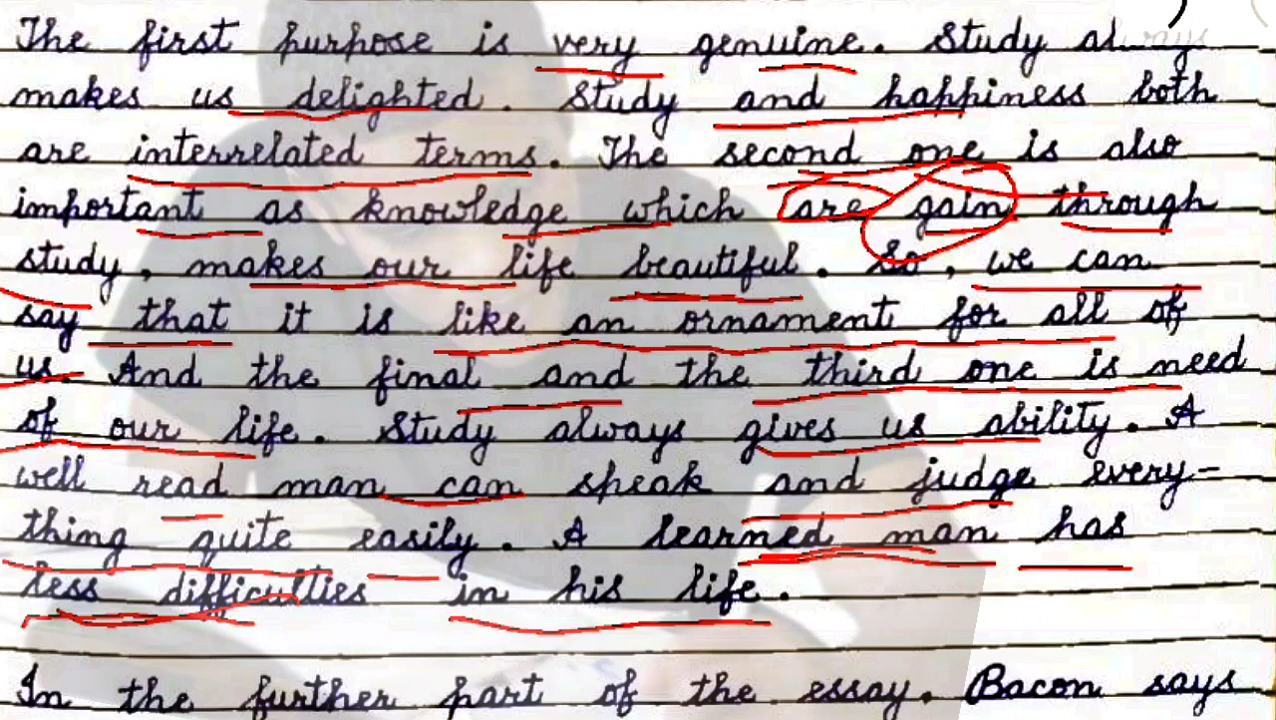 The first purpose is very genuine. Study always
makes us delighted. Study and happiness both
are interrelated terms. The second one is also
important as knowledge which are gain through
study, makes our life beautiful. So, we can
say that it is like an ornament for all of
us. And the final and the third one is need
of our life. Study always gives us ability. A
well read man can speak and judge every-
thing quite easily. A learned man has
less difficulties in his life.
In the further part of the essay. Bacon says